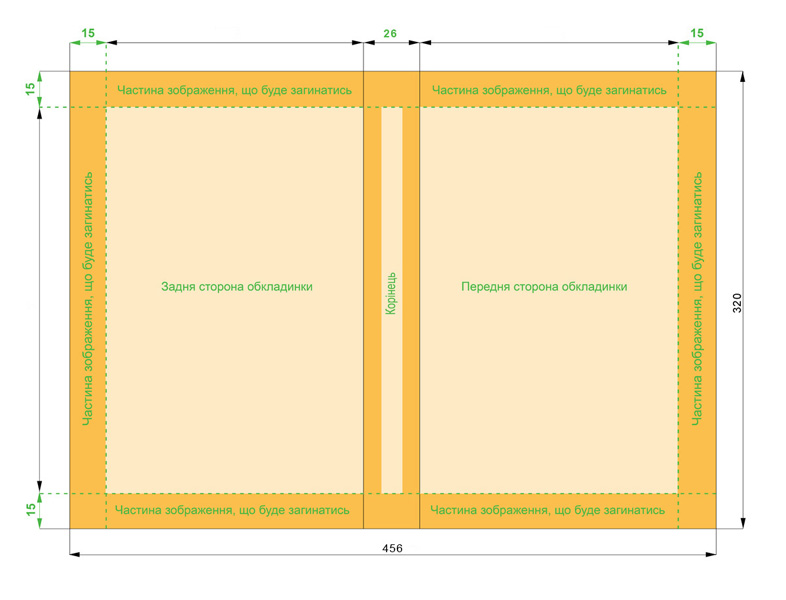 15
26
15
15
Частина зображення, що буде загинатись
Частина зображення, що буде загинатись
Частина зображення, що буде загинатись
Задня сторона обкладинки
Корінець
Передня сторона обкладинки
Частина зображення, що буде загинатись
320
15
Частина зображення, що буде загинатись
Частина зображення, що буде загинатись
456